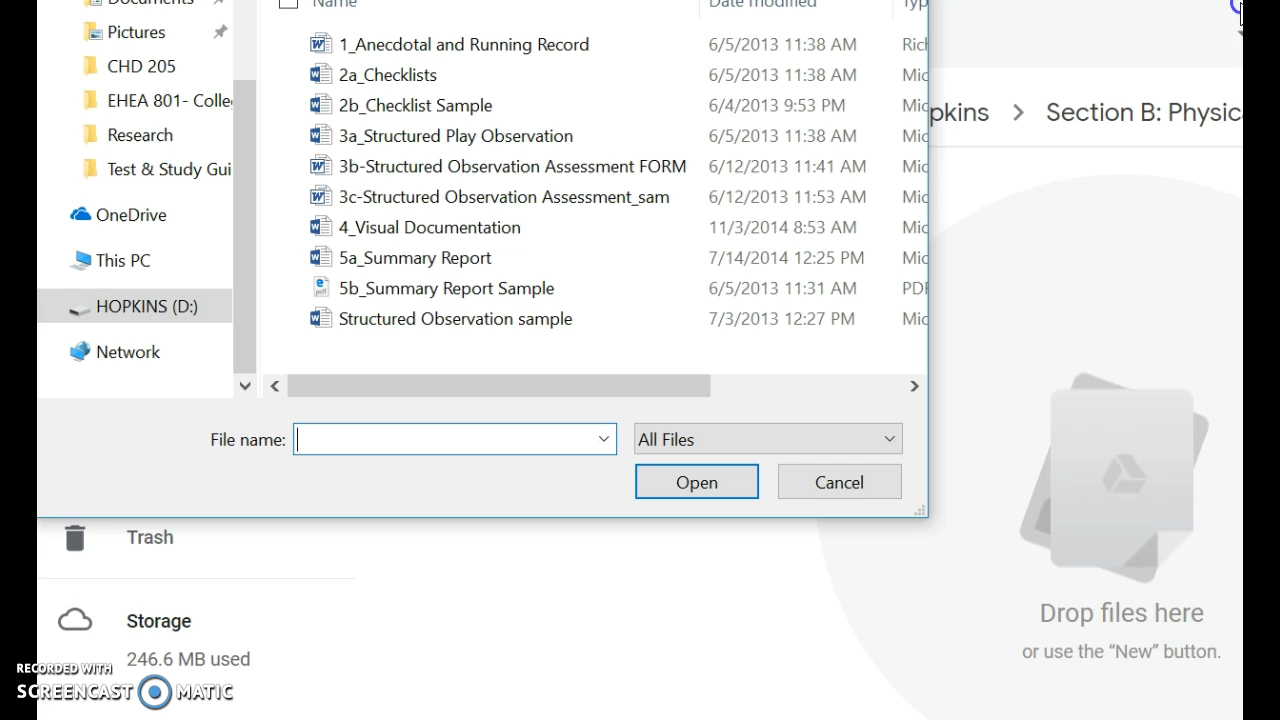 Documents
Name Date modified Typ
Pictures
CHD 205
EHEA 801- Colle
Research
Test & Study Gui
OneDrive
This PC
HOPKINS (D:)
Network
1_Anecdotal and Running Record 6/5/2013 11:38 AM Rich
2a_Checklists 6/5/2013 11:38 AM Mic
2b_Checklist Sample 6/4/2013 9:53 PM Mic
3a_Structured Play Observation 6/5/2013 11:38 AM Mic
3b-Structured Observation Assessment FORM 6/12/2013 11:41 AM Mic
3c-Structured Observation Assessment_sam 6/12/2013 11:53 AM Mic
4_Visual Documentation 11/3/2014 8:53 AM Mic
5a_Summary Report 7/14/2014 12:25 PM Mic
5b_Summary Report Sample 6/5/2013 11:31 AM PDF
Structured Observation sample 7/3/2013 12:27 PM Mic
pkins > Section B: Physica
File name: All Files
Open Cancel
Trash
Storage
246.6 MB used
Drop files here
or use the “New” button.
RECORDED WITH
SCREENCAST MATIC